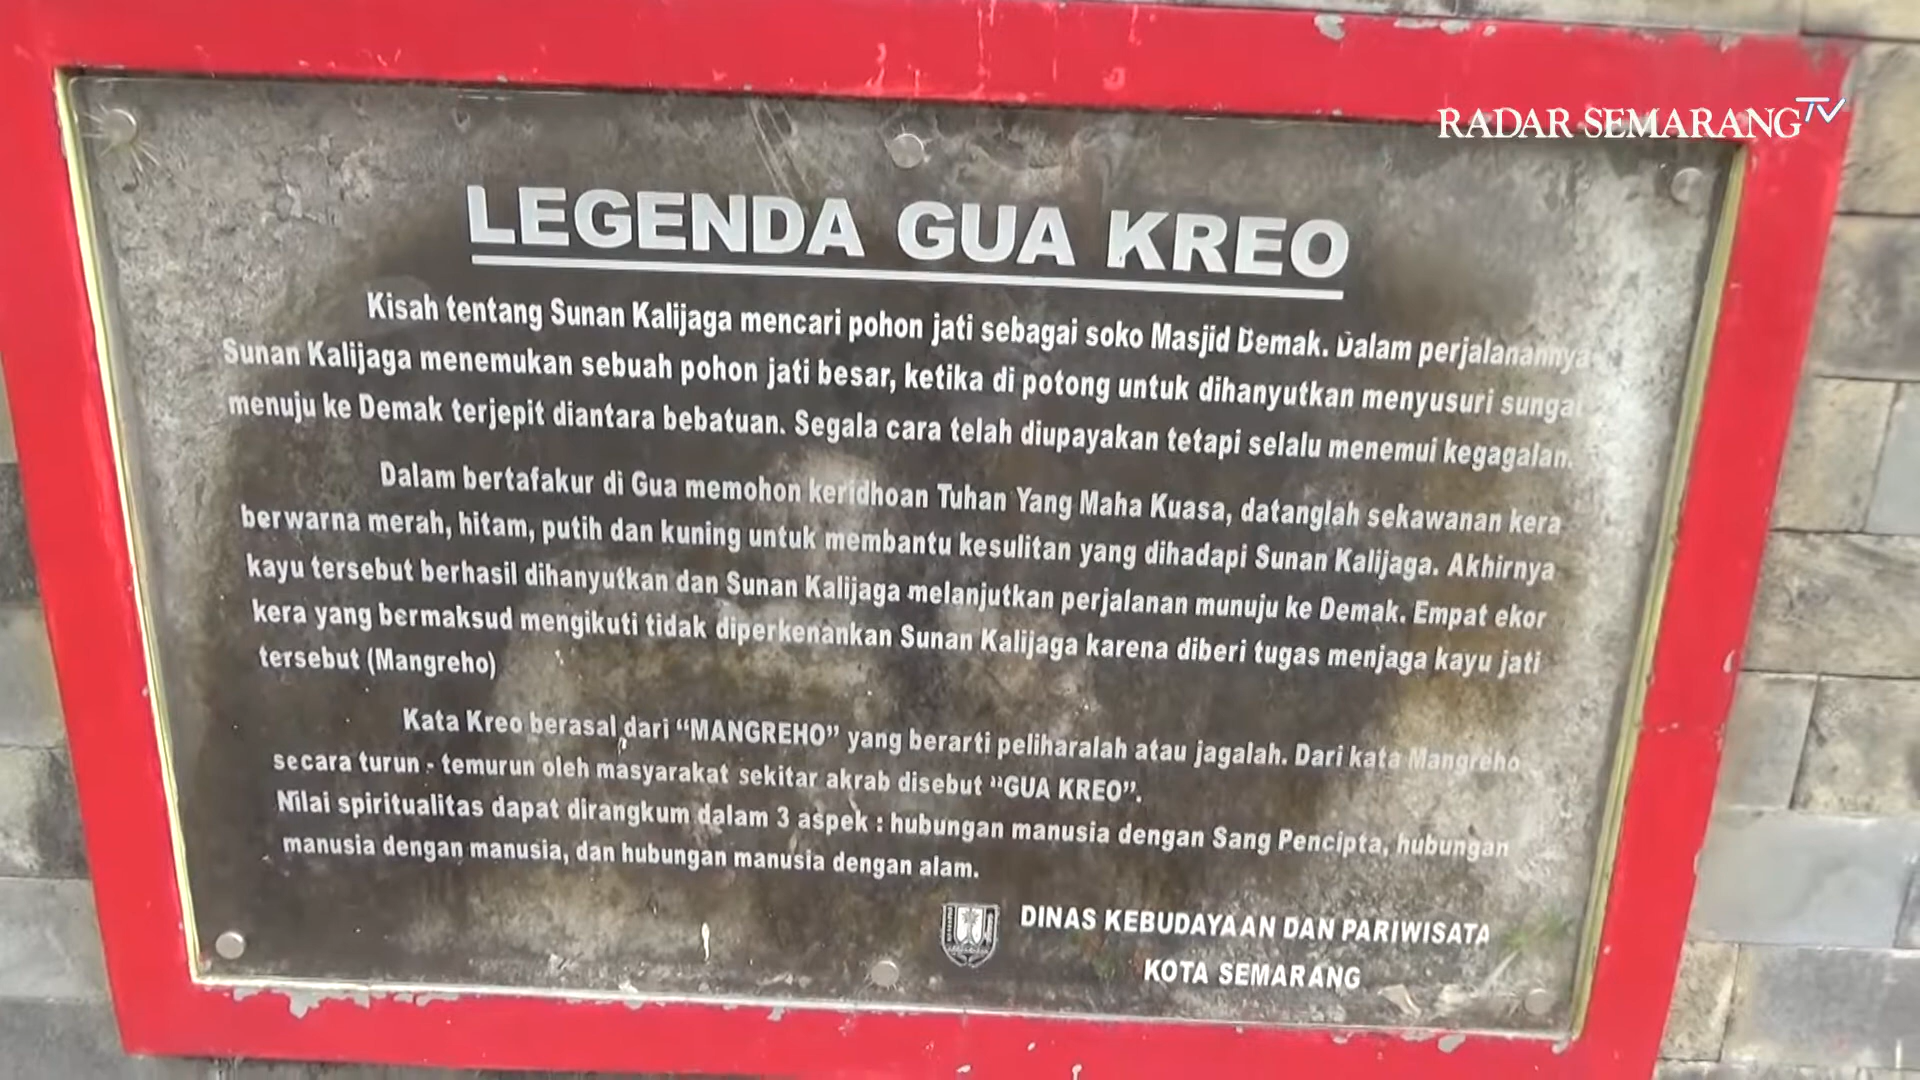 RADAR SEMARANG TV
LEGENDA GUA KREO
Kisah tentang Sunan Kalijaga mencari pohon jati sebagai soko Masjid Demak. Dalam perjalanannya
Sunan Kalijaga menemukan sebuah pohon jati besar, ketika di potong untuk dihanyutkan menyusuri sungai
menuju ke Demak terjepit diantara bebatuan. Segala cara telah diupayakan tetapi selalu menemui kegagalan.
Dalam bertafakur di Gua memohon keridhoan Tuhan Yang Maha Kuasa, datanglah sekawanan kera
berwarna merah, hitam, putih dan kuning untuk membantu kesulitan yang dihadapi Sunan Kalijaga. Akhirnya
kayu tersebut berhasil dihanyutkan dan Sunan Kalijaga melanjutkan perjalanan munuju ke Demak. Empat ekor
kera yang bermaksud mengikuti tidak diperkenankan Sunan Kalijaga karena diberi tugas menjaga kayu jati
tersebut (Mangreho)
Kata Kreo berasal dari “MANGREHO” yang berarti peliharalah atau jagalah. Dari kata Mangreho
secara turun - temurun oleh masyarakat sekitar akrab disebut ”GUA KREO”.
Nilai spiritualitas dapat dirangkum dalam 3 aspek : hubungan manusia dengan Sang Pencipta, hubungan
manusia dengan manusia, dan hubungan manusia dengan alam.
DINAS KEBUDAYAAN DAN PARIWISATA
KOTA SEMARANG